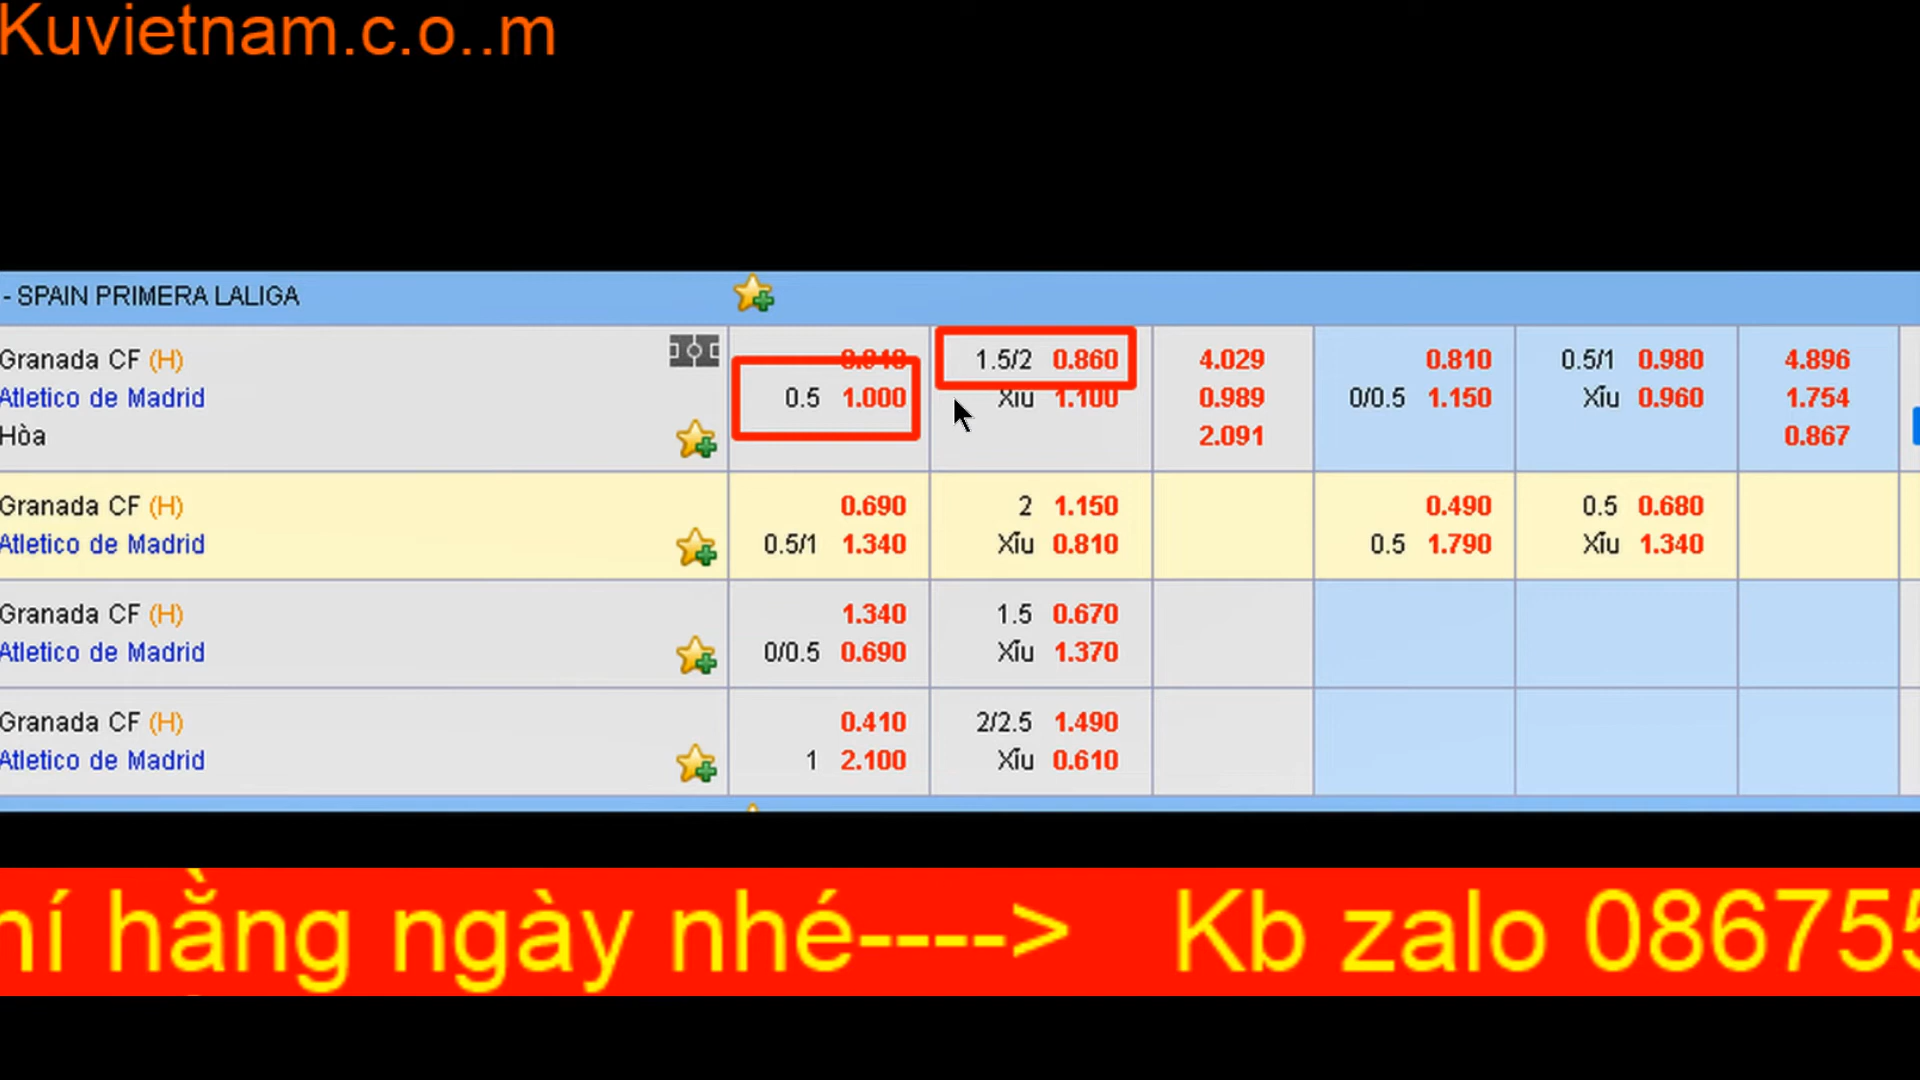 Kuvietnam.c.o..m
- SPAIN PRIMERA LALIGA
Granada CF (H) 1.5/2 0.860 4.029 0.810 0.5/1 0.980 4.896
Atletico de Madrid 0.5 1.000 Xỉu 1.100 0.989 0/0.5 1.150 Xỉu 0.960 1.754
Hòa 2.091 0.867
Granada CF (H) 0.690 2 1.150 0.490 0.5 0.680
Atletico de Madrid 0.5/1 1.340 Xỉu 0.810 0.5 1.790 Xỉu 1.340
Granada CF (H) 1.340 1.5 0.670
Atletico de Madrid 0/0.5 0.690 Xỉu 1.370
Granada CF (H) 0.410 2/2.5 1.490
Atletico de Madrid 1 2.100 Xỉu 0.610
hí hằng ngày nhé----> Kb zalo 086755